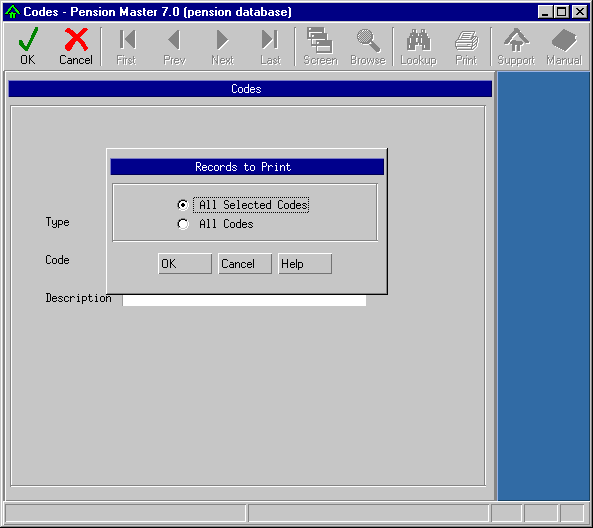 Codes - Pension Master 7.0 (pension database)
OK Cancel First Prev Next Last Screen Browse Lookup Print Support Manual
Codes
Records to Print
All Selected Codes
All Codes
Type
Code
OK Cancel Help
Description